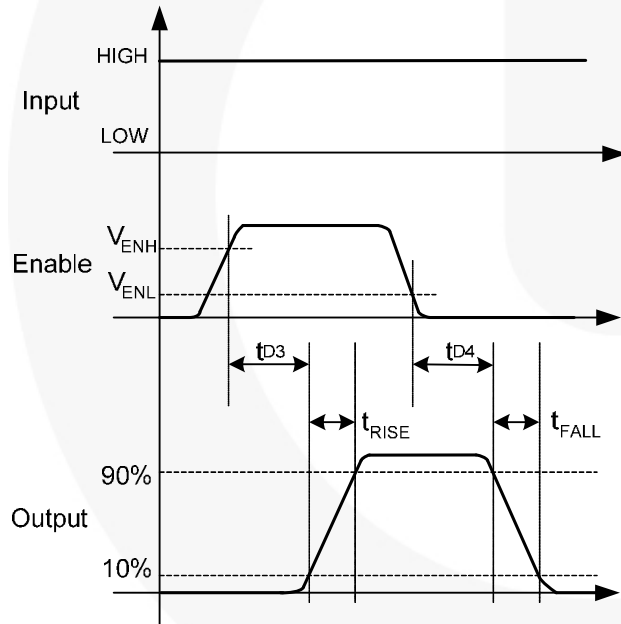 HIGH
Input
LOW
VENH
Enable
VENL
tD3
tD4
tRISE
tFALL
90%
Output
10%